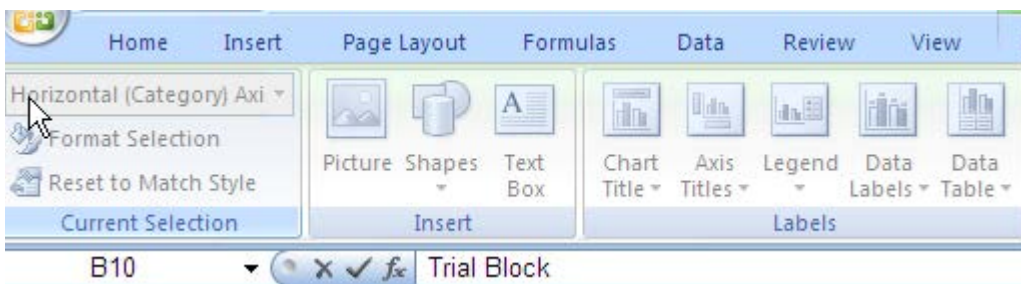 Home Insert Page Layout Formulas Data Review View
Horizontal (Category) Axi
Format Selection
Reset to Match Style
Current Selection
Picture Shapes Text Box
Insert
Chart Title Axis Titles Legend Data Labels Data Table
Labels
B10 fx Trial Block